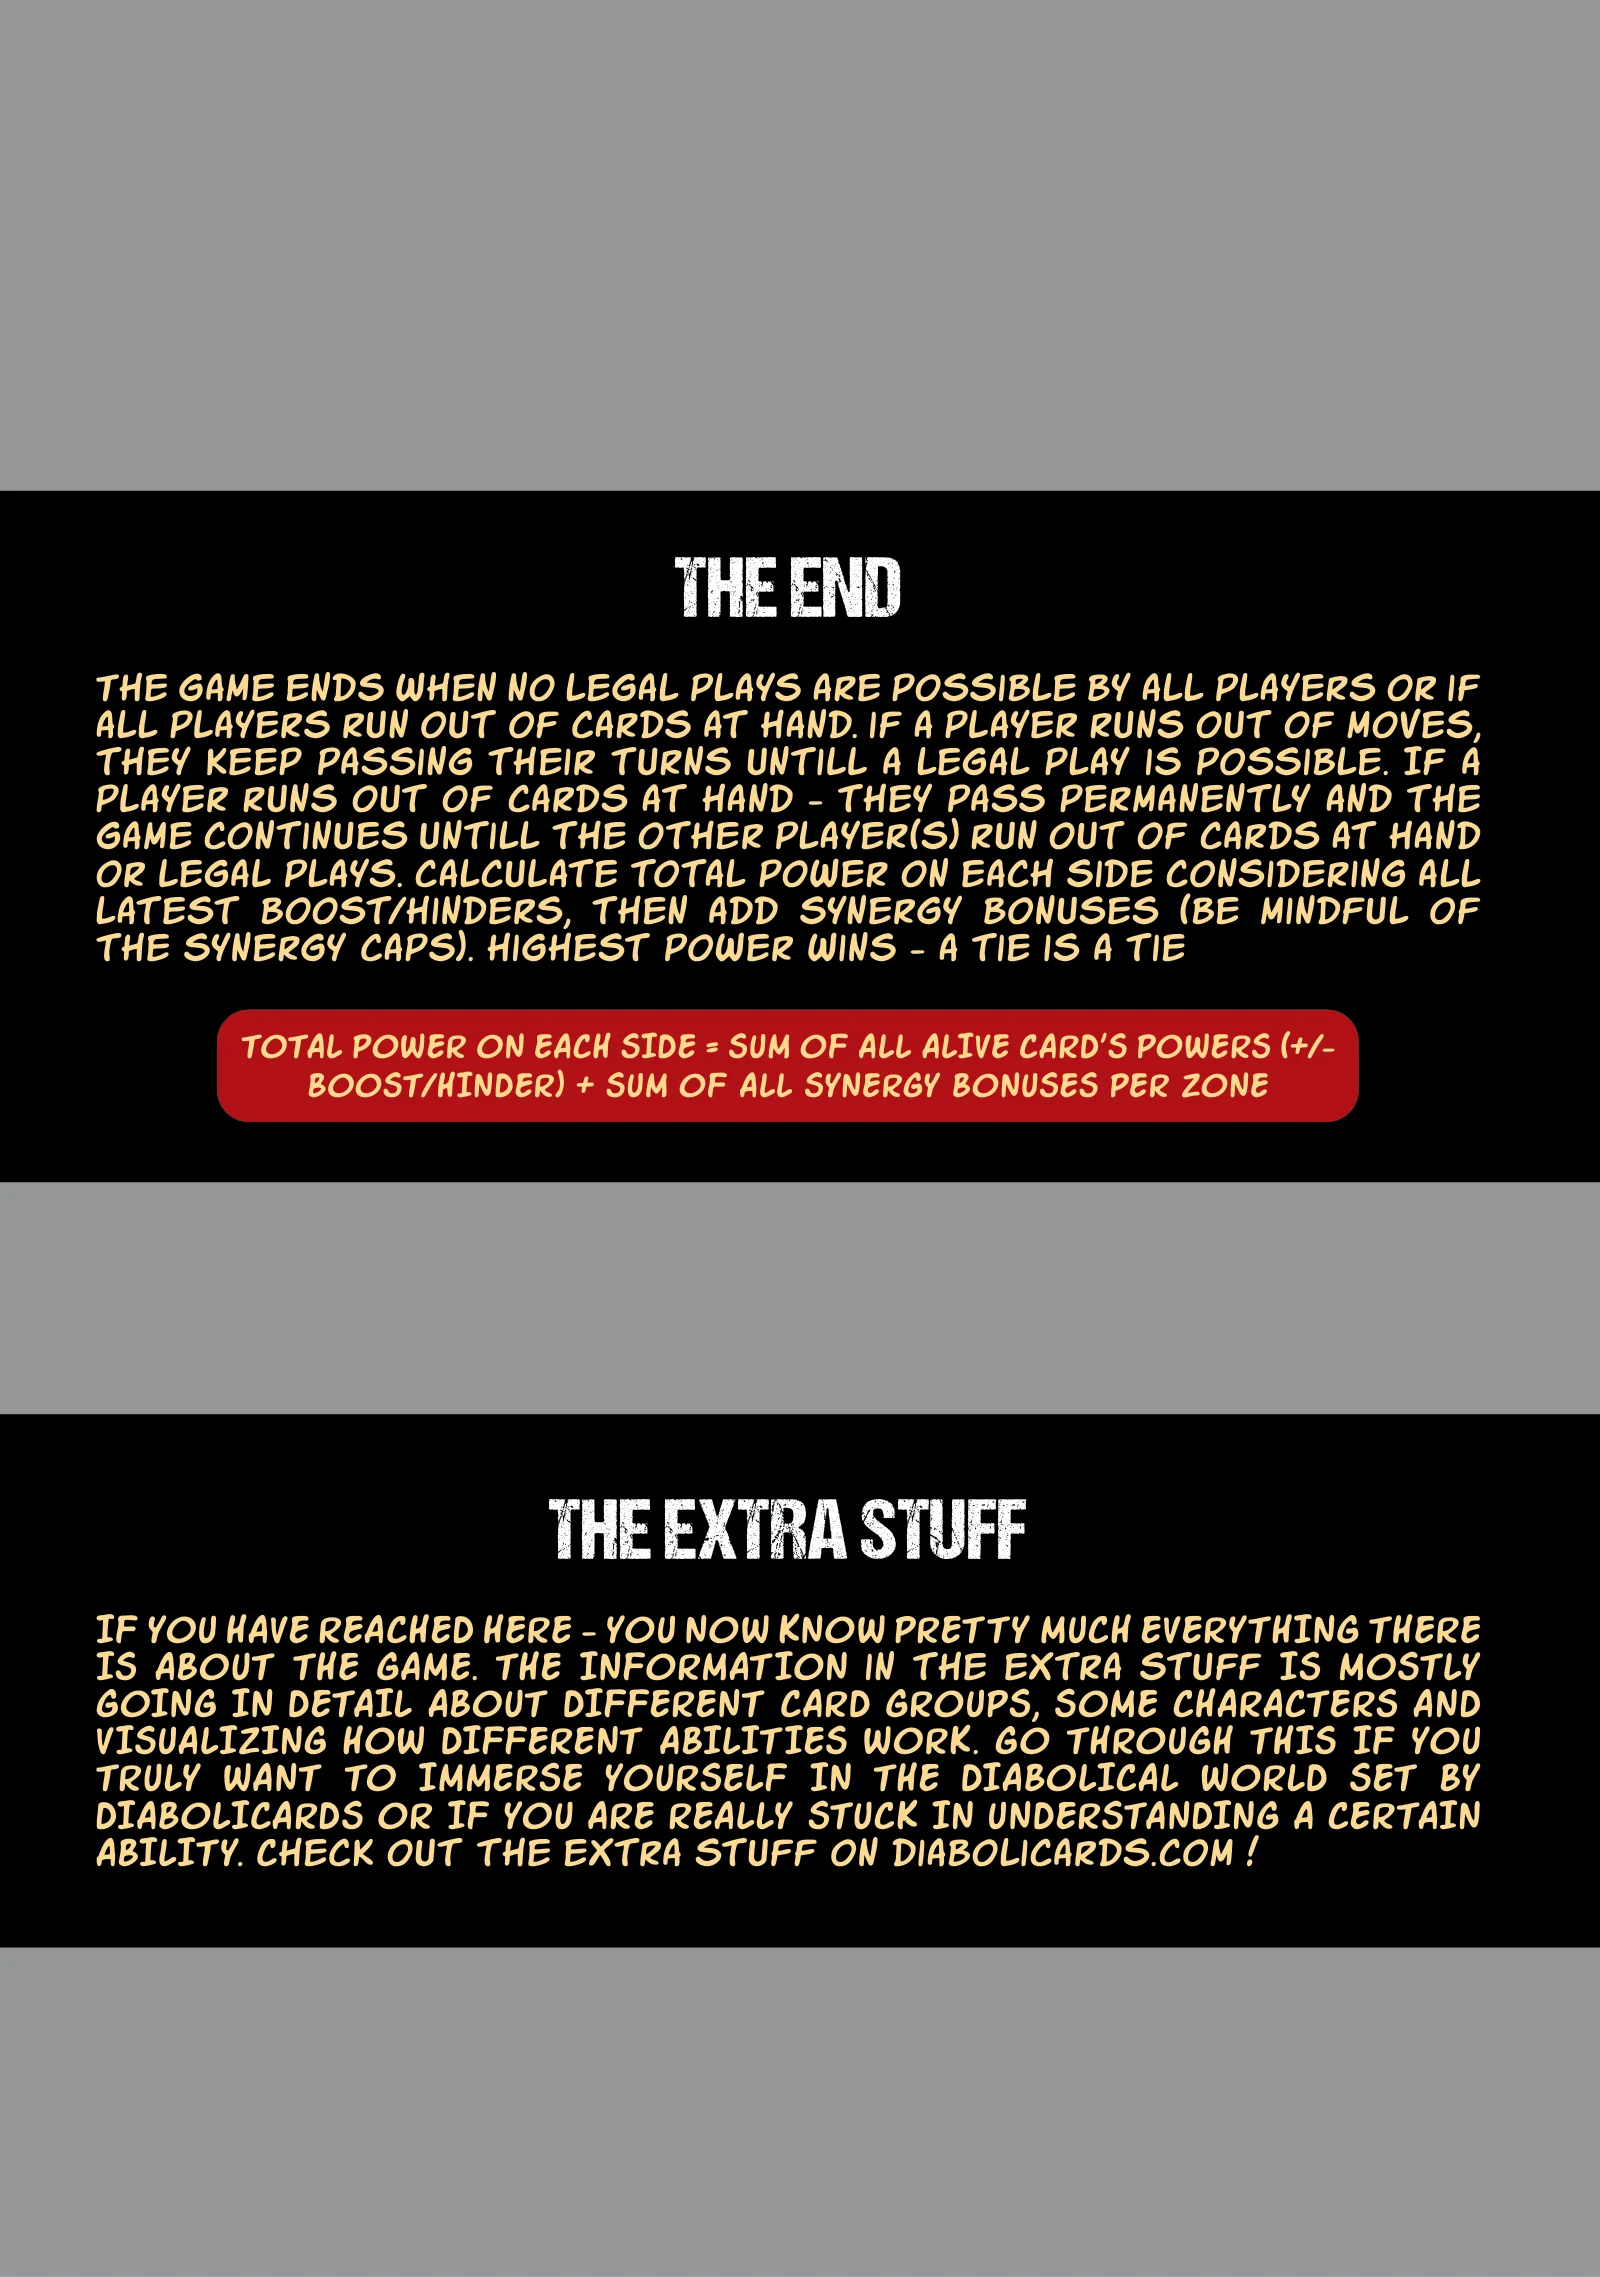 THE END
THE GAME ENDS WHEN NO LEGAL PLAYS ARE POSSIBLE BY ALL PLAYERS OR IF
ALL PLAYERS RUN OUT OF CARDS AT HAND. IF A PLAYER RUNS OUT OF MOVES,
THEY KEEP PASSING THEIR TURNS UNTILL A LEGAL PLAY IS POSSIBLE. IF A
PLAYER RUNS OUT OF CARDS AT HAND - THEY PASS PERMANENTLY AND THE
GAME CONTINUES UNTILL THE OTHER PLAYER(S) RUN OUT OF CARDS AT HAND
OR LEGAL PLAYS. CALCULATE TOTAL POWER ON EACH SIDE CONSIDERING ALL
LATEST BOOST/HINDERS, THEN ADD SYNERGY BONUSES (BE MINDFUL OF
THE SYNERGY CAPS). HIGHEST POWER WINS - A TIE IS A TIE
TOTAL POWER ON EACH SIDE = SUM OF ALL ALIVE CARD'S POWERS (+/-
BOOST/HINDER) + SUM OF ALL SYNERGY BONUSES PER ZONE
THE EXTRA STUFF
IF YOU HAVE REACHED HERE - YOU NOW KNOW PRETTY MUCH EVERYTHING THERE
IS ABOUT THE GAME. THE INFORMATION IN THE EXTRA STUFF IS MOSTLY
GOING IN DETAIL ABOUT DIFFERENT CARD GROUPS, SOME CHARACTERS AND
VISUALIZING HOW DIFFERENT ABILITIES WORK. GO THROUGH THIS IF YOU
TRULY WANT TO IMMERSE YOURSELF IN THE DIABOLICAL WORLD SET BY
DIABOLICARDS OR IF YOU ARE REALLY STUCK IN UNDERSTANDING A CERTAIN
ABILITY. CHECK OUT THE EXTRA STUFF ON DIABOLICARDS.COM !